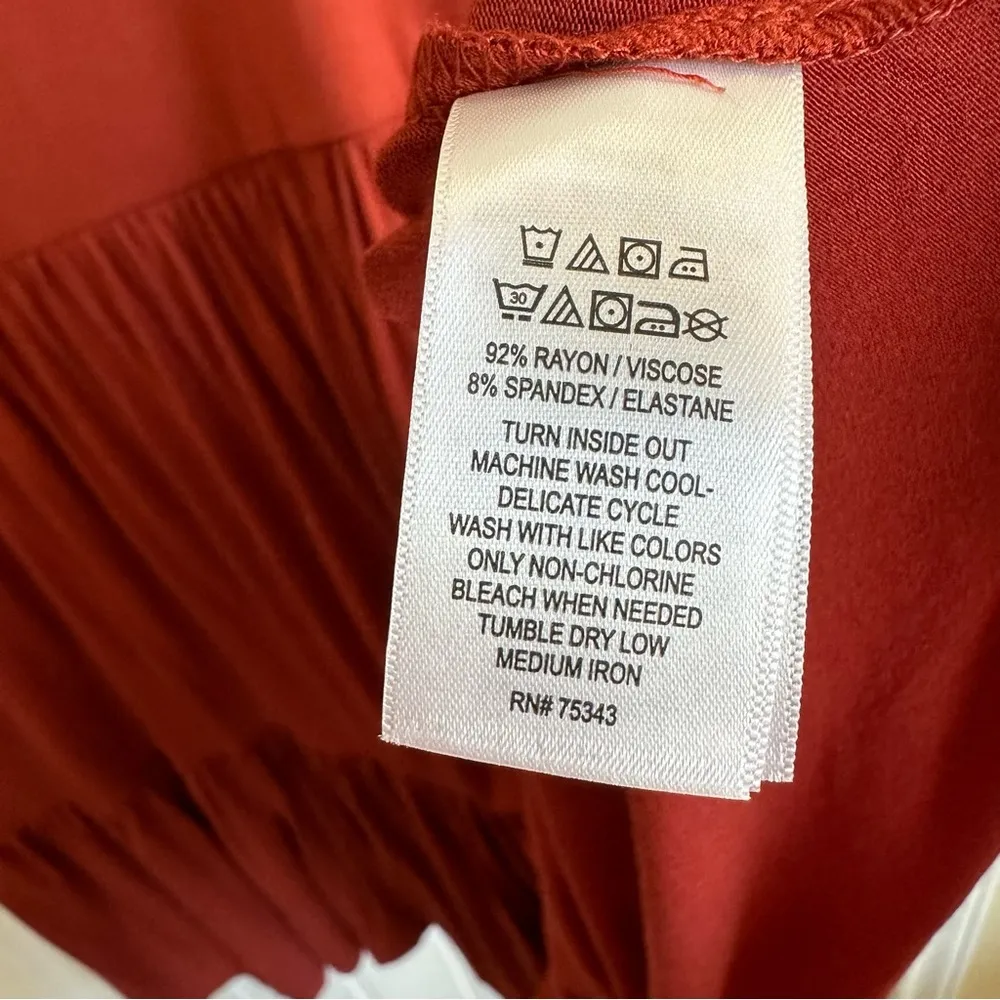 30
92% RAYON / VISCOSE
8% SPANDEX / ELASTANE
TURN INSIDE OUT
MACHINE WASH COOL-
DELICATE CYCLE
WASH WITH LIKE COLORS
ONLY NON-CHLORINE
BLEACH WHEN NEEDED
TUMBLE DRY LOW
MEDIUM IRON
RN# 75343